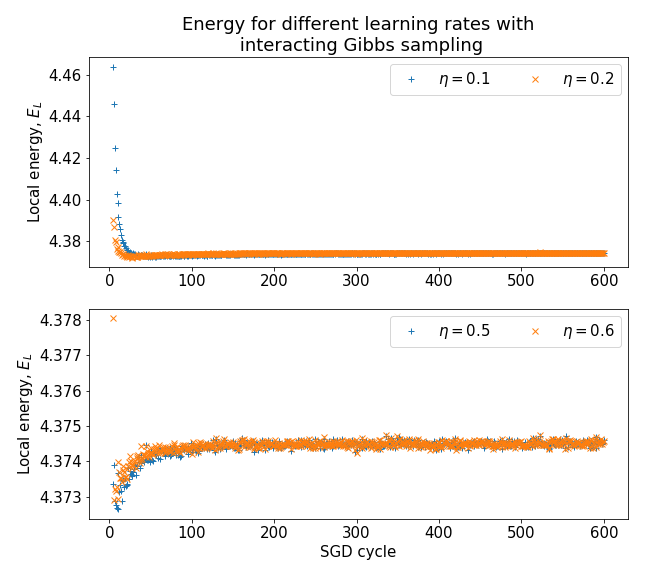 Energy for different learning rates with
interacting Gibbs sampling
Local energy, E_L
4.46
4.44
4.42
4.40
4.38
η = 0.1
η = 0.2
0 100 200 300 400 500 600
Local energy, E_L
4.378
4.377
4.376
4.375
4.374
4.373
η = 0.5
η = 0.6
0 100 200 300 400 500 600
SGD cycle